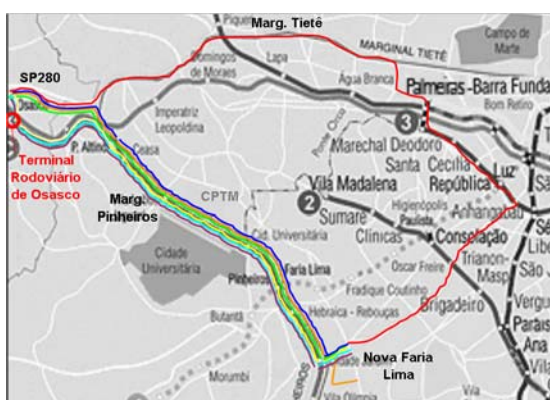 Marg. Tietê
Campo de
Marte
MARGINAL TIETÊ
Domingos
de Moraes
Lapa
SP280
Água Branca
Palmeiras-Barra Funda
Bom Retiro
Imperatriz
Leopoldina
3
Marechal Deodoro
P. Altino
Ceasa
Santa
Cecília
Luz
Terminal
Rodoviário
de Osasco
República
Vila Madalena
Higienópolis
Anhangabaú
Marg.
Pinheiros
CPTM
2
Sumaré
Paulista
Cid. Universitária
Clínicas
Consolação
Cidade
Universitária
Trianon-
Masp
Oscar Freire
Faria Lima
Pinheiros
Fradique Coutinho
Brigadeiro
Hebraica - Rebouças
Butantã
Nova Faria
Lima
Morumbi
Vila Olímpia
Vila